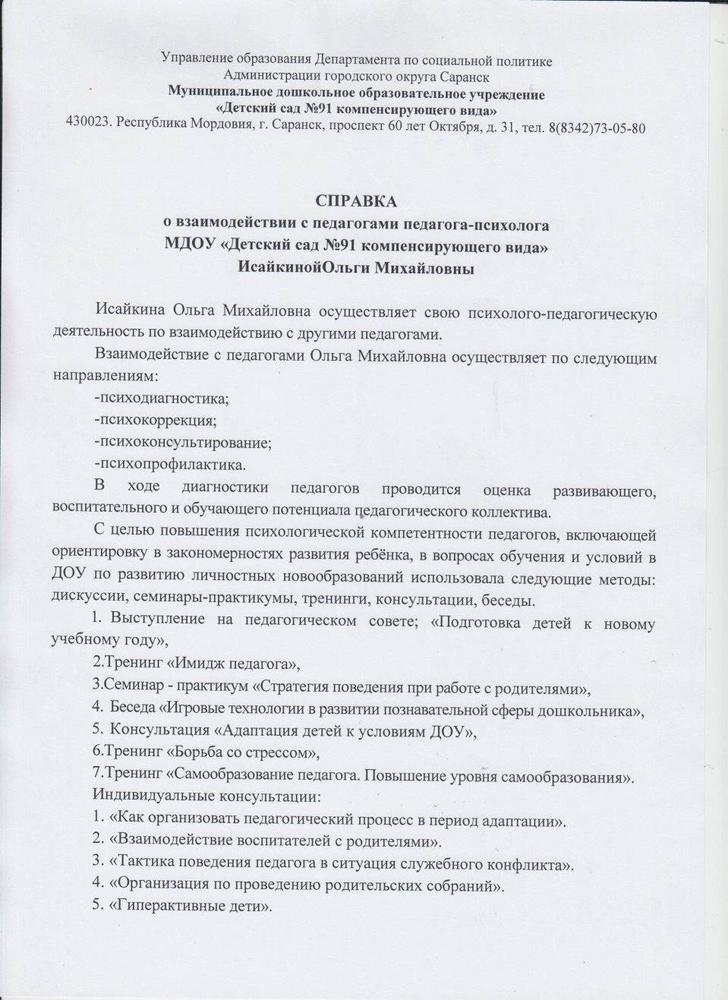 Управление образования Департамента по социальной политике
Администрации городского округа Саранск
Муниципальное дошкольное образовательное учреждение
«Детский сад №91 компенсирующего вида»
430023. Республика Мордовия, г. Саранск, проспект 60 лет Октября, д. 31, тел. 8(8342)73-05-80
СПРАВКА
о взаимодействии с педагогами педагога-психолога
МДОУ «Детский сад №91 компенсирующего вида»
ИсайкинойОльги Михайловны
Исайкина Ольга Михайловна осуществляет свою психолого-педагогическую
деятельность по взаимодействию с другими педагогами.
Взаимодействие с педагогами Ольга Михайловна осуществляет по следующим
направлениям:
-психодиагностика;
-психокоррекция;
-психоконсультирование;
-психопрофилактика.
В ходе диагностики педагогов проводится оценка развивающего,
воспитательного и обучающего потенциала педагогического коллектива.
С целью повышения психологической компетентности педагогов, включающей
ориентировку в закономерностях развития ребёнка, в вопросах обучения и условий в
ДОУ по развитию личностных новообразований использовала следующие методы:
дискуссии, семинары-практикумы, тренинги, консультации, беседы.
1. Выступление на педагогическом совете; «Подготовка детей к новому
учебному году»,
2.Тренинг «Имидж педагога»,
3.Семинар - практикум «Стратегия поведения при работе с родителями»,
4. Беседа «Игровые технологии в развитии познавательной сферы дошкольника»,
5. Консультация «Адаптация детей к условиям ДОУ»,
6.Тренинг «Борьба со стрессом»,
7.Тренинг «Самообразование педагога. Повышение уровня самообразования».
Индивидуальные консультации:
1. «Как организовать педагогический процесс в период адаптации».
2. «Взаимодействие воспитателей с родителями».
3. «Тактика поведения педагога в ситуация служебного конфликта».
4. «Организация по проведению родительских собраний».
5. «Гиперактивные дети».